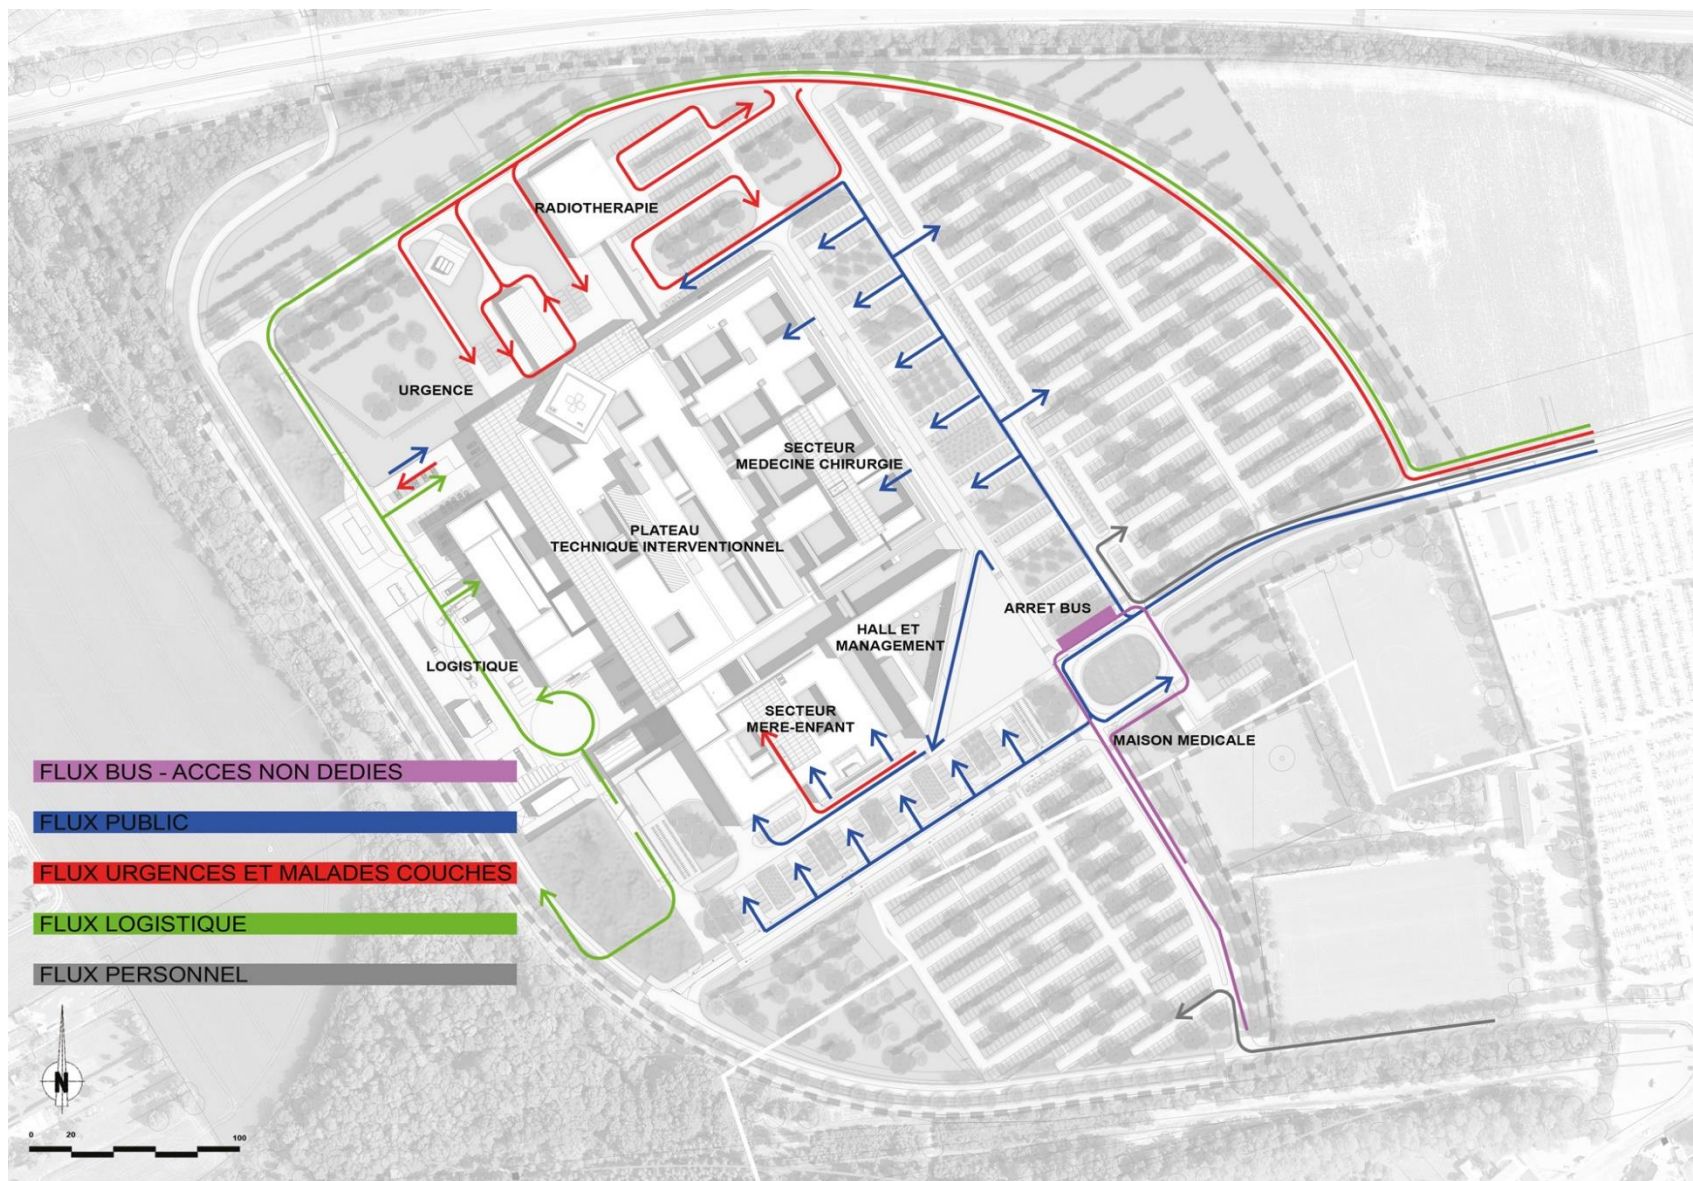 RADIOTHERAPIE
URGENCE
SECTEUR
MEDECINE CHIRURGIE
PLATEAU
TECHNIQUE INTERVENTIONNEL
ARRET BUS
HALL ET
MANAGEMENT
LOGISTIQUE
SECTEUR
MERE-ENFANT
MAISON MEDICALE
FLUX BUS - ACCES NON DEDIES
FLUX PUBLIC
FLUX URGENCES ET MALADES COUCHES
FLUX LOGISTIQUE
FLUX PERSONNEL
N
0 20 100